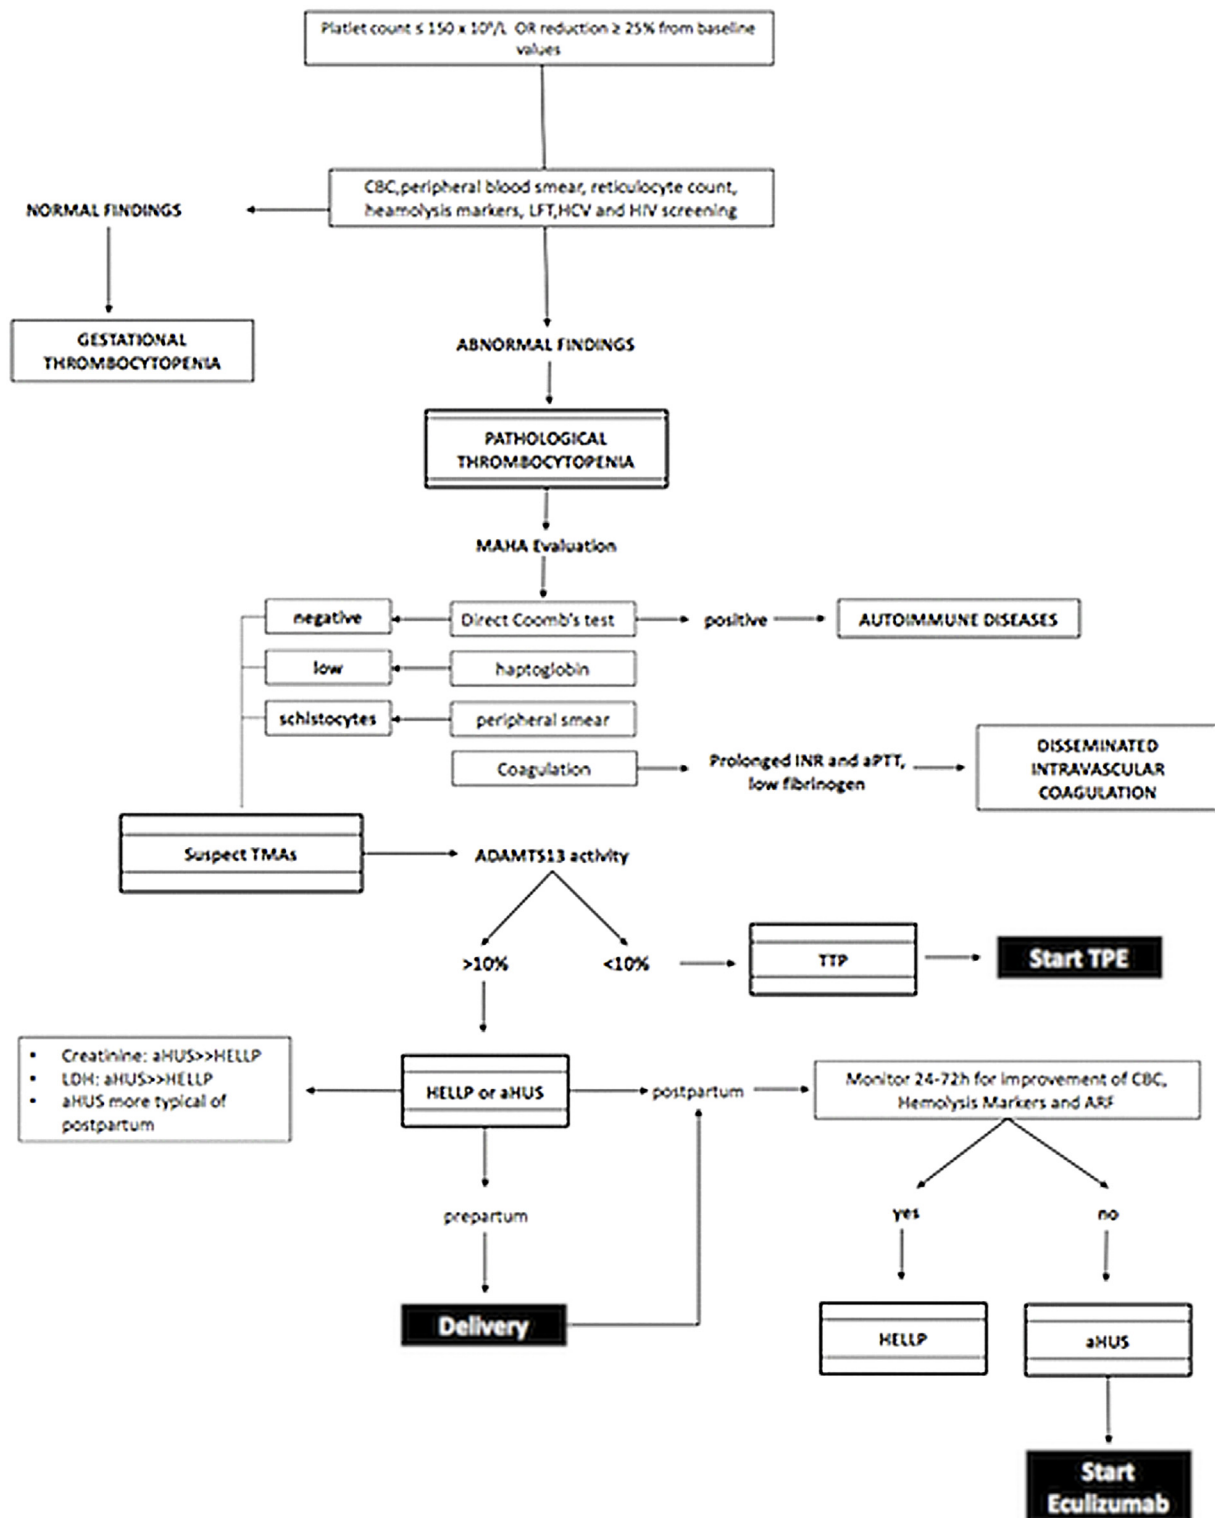 Platlet count ≤ 150 x 10⁹/L OR reduction ≥ 25% from baseline
values
CBC,peripheral blood smear, reticulocyte count,
heamolysis markers, LFT,HCV and HIV screening
NORMAL FINDINGS
GESTATIONAL
THROMBOCYTOPENIA
ABNORMAL FINDINGS
PATHOLOGICAL
THROMBOCYTOPENIA
MAHA Evaluation
negative
Direct Coomb's test
positive
AUTOIMMUNE DISEASES
low
haptoglobin
schistocytes
peripheral smear
Coagulation
Prolonged INR and aPTT,
low fibrinogen
DISSEMINATED
INTRAVASCULAR
COAGULATION
Suspect TMAs
ADAMTS13 activity
>10%
<10%
TTP
Start TPE
• Creatinine: aHUS>>HELLP
• LDH: aHUS>>HELLP
• aHUS more typical of
postpartum
HELLP or aHUS
postpartum
Monitor 24-72h for improvement of CBC,
Hemolysis Markers and ARF
prepartum
yes
no
Delivery
HELLP
aHUS
Start
Eculizumab